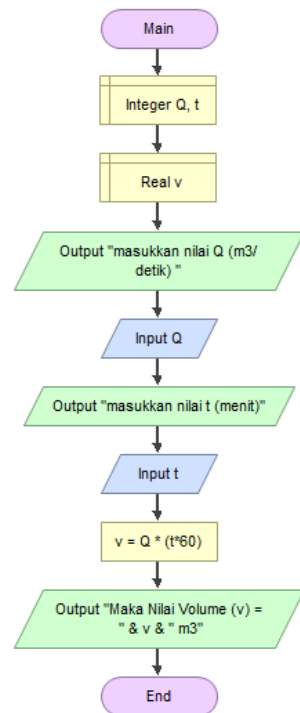 Main
Integer Q, t
Real v
Output "masukkan nilai Q (m3/
detik) "
Input Q
Output "masukkan nilai t (menit)"
Input t
v = Q * (t*60)
Output "Maka Nilai Volume (v) =
" & v & " m3"
End